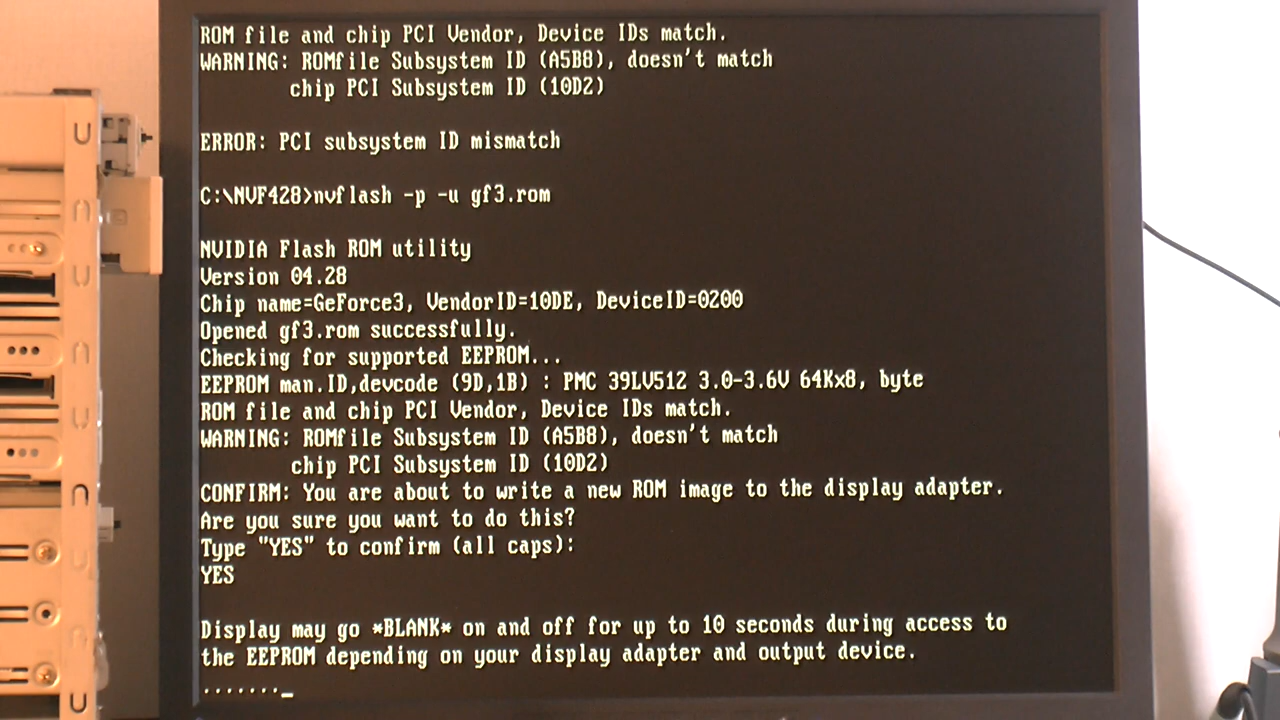 ROM file and chip PCI Vendor, Device IDs match.
WARNING: ROMfile Subsystem ID (A5B8), doesn't match
chip PCI Subsystem ID (10D2)
ERROR: PCI subsystem ID mismatch
C:\NVF428>nvflash -p -u gf3.rom
NVIDIA Flash ROM utility
Version 04.28
Chip name=GeForce3, VendorID=10DE, DeviceID=0200
Opened gf3.rom successfully.
Checking for supported EEPROM...
EEPROM man.ID,devcode (9D,1B) : PMC 39LV512 3.0-3.6V 64Kx8, byte
ROM file and chip PCI Vendor, Device IDs match.
WARNING: ROMfile Subsystem ID (A5B8), doesn't match
chip PCI Subsystem ID (10D2)
CONFIRM: You are about to write a new ROM image to the display adapter.
Are you sure you want to do this?
Type "YES" to confirm (all caps):
YES
Display may go *BLANK* on and off for up to 10 seconds during access to
the EEPROM depending on your display adapter and output device.
......._